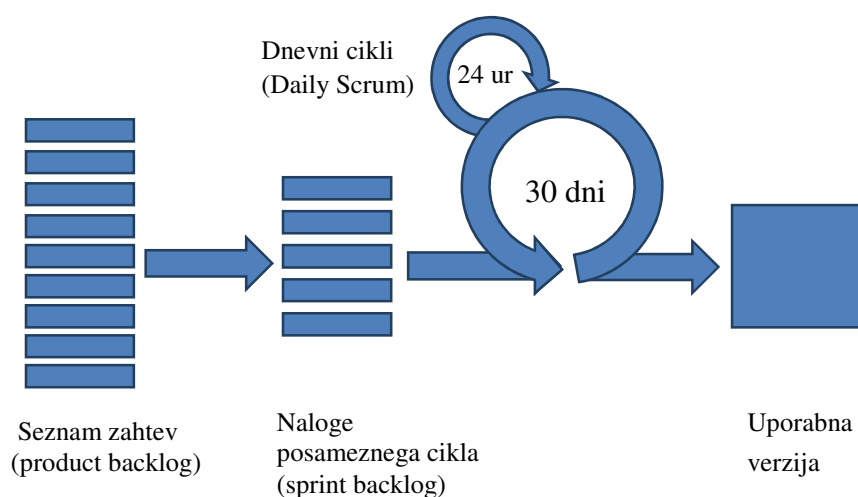 Dnevni cikli
(Daily Scrum)
24 ur
30 dni
Seznam zahtev
(product backlog)
Naloge
posameznega cikla
(sprint backlog)
Uporabna
verzija